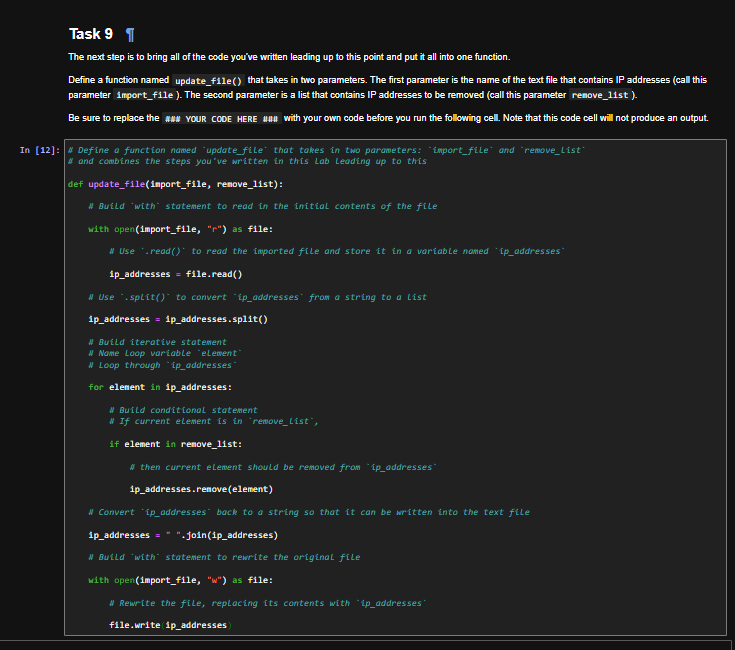 Task 9 ¶
The next step is to bring all of the code you've written leading up to this point and put it all into one function.
Define a function named update_file() that takes in two parameters. The first parameter is the name of the text file that contains IP addresses (call this
parameter import_file ). The second parameter is a list that contains IP addresses to be removed (call this parameter remove_list ).
Be sure to replace the ### YOUR CODE HERE ### with your own code before you run the following cell. Note that this code cell will not produce an output.
In [12]: # Define a function named `update_file` that takes in two parameters: `import_file` and `remove_list`
# and combines the steps you've written in this lab leading up to this
def update_file(import_file, remove_list):
# Build `with` statement to read in the initial contents of the file
with open(import_file, "r") as file:
# Use `.read()` to read the imported file and store it in a variable named `ip_addresses`
ip_addresses = file.read()
# Use `.split()` to convert `ip_addresses` from a string to a list
ip_addresses = ip_addresses.split()
# Build iterative statement
# Name loop variable `element`
# Loop through `ip_addresses`
for element in ip_addresses:
# Build conditional statement
# If current element is in `remove_list`,
if element in remove_list:
# then current element should be removed from `ip_addresses`
ip_addresses.remove(element)
# Convert `ip_addresses` back to a string so that it can be written into the text file
ip_addresses = " ".join(ip_addresses)
# Build `with` statement to rewrite the original file
with open(import_file, "w") as file:
# Rewrite the file, replacing its contents with `ip_addresses`
file.write(ip_addresses)